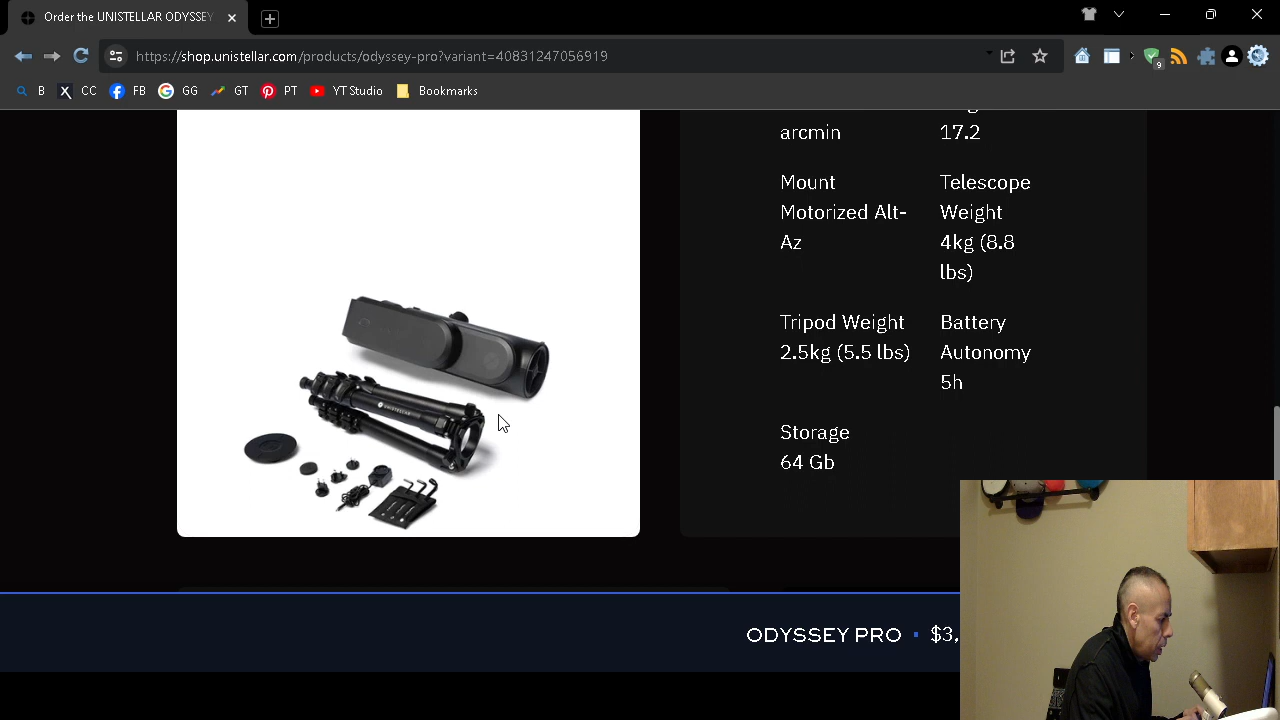 Order the UNISTELLAR ODYSSEY
https://shop.unistellar.com/products/odyssey-pro?variant=40831247056919
9
B
X CC
FB
GG
GT
PT
YT Studio
Bookmarks
arcmin
17.2
Mount
Motorized Alt-
Az
Telescope
Weight
4kg (8.8
lbs)
Tripod Weight
2.5kg (5.5 lbs)
Battery
Autonomy
5h
Storage
64 Gb
UNISTELLAR
ODYSSEY PRO ▪ $3,